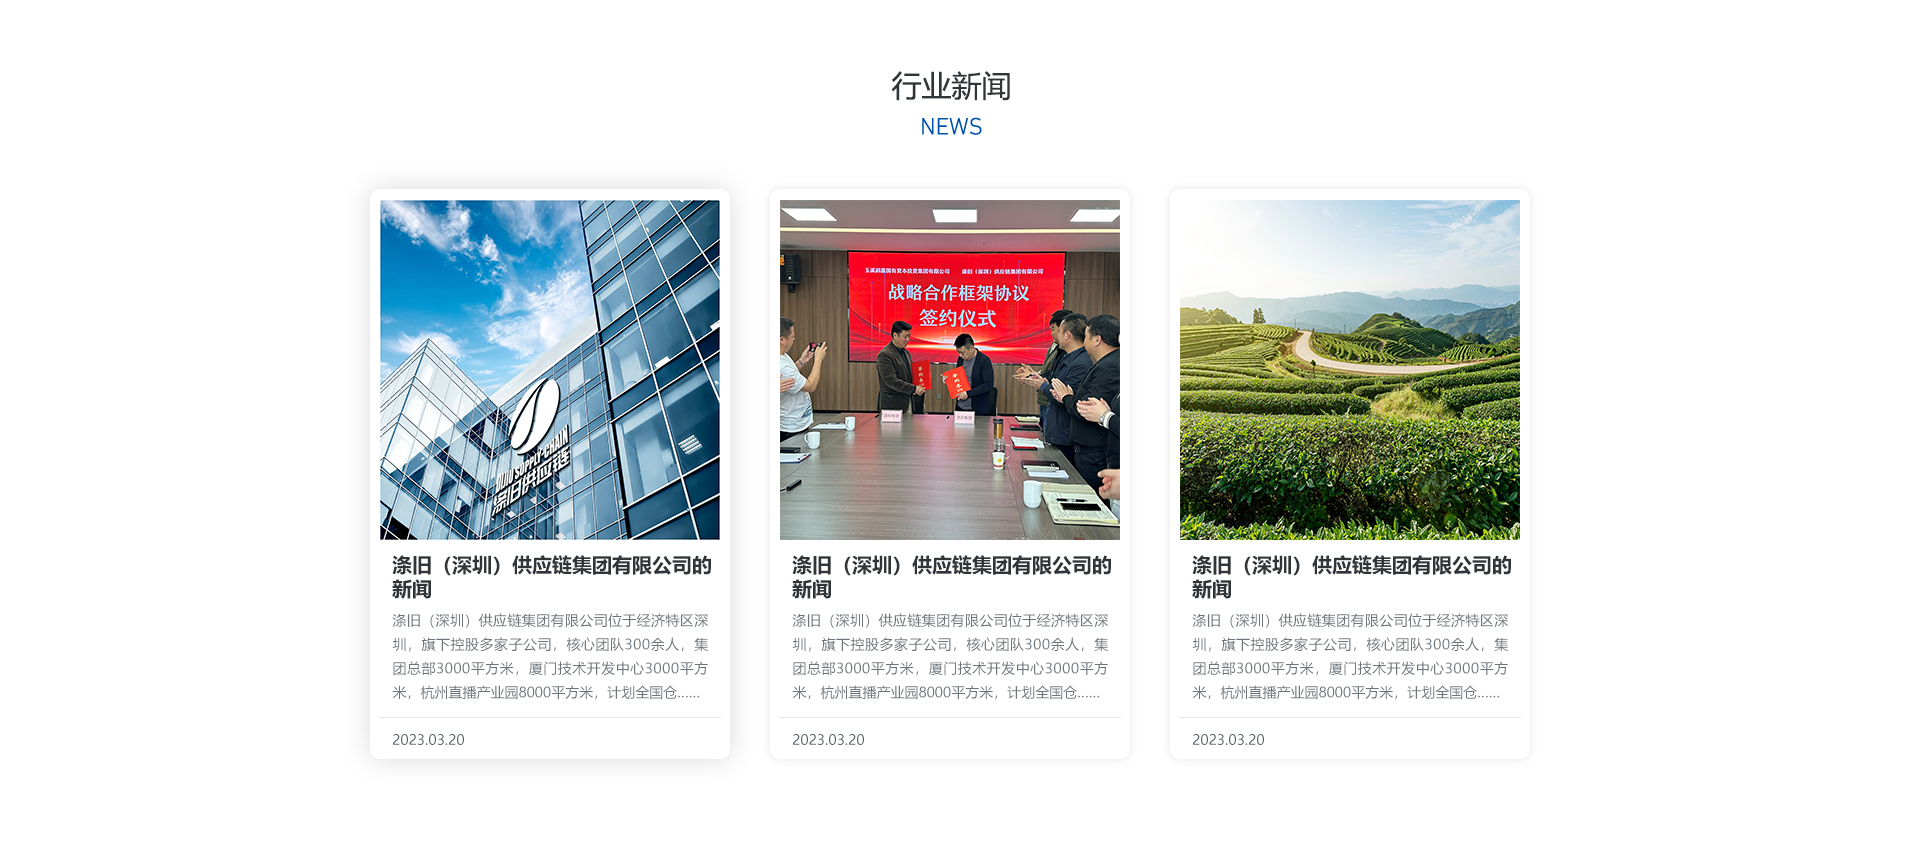 行业新闻
NEWS
JIUU SUPPLY CHAIN
涤旧供应链
涤旧（深圳）供应链集团有限公司的
新闻
涤旧（深圳）供应链集团有限公司位于经济特区深
圳，旗下控股多家子公司，核心团队300余人，集
团总部3000平方米，厦门技术开发中心3000平方
米，杭州直播产业园8000平方米，计划全国仓......
2023.03.20
涤旧（深圳）供应链集团有限公司
战略合作框架协议
签约仪式
涤旧（深圳）供应链集团有限公司的
新闻
涤旧（深圳）供应链集团有限公司位于经济特区深
圳，旗下控股多家子公司，核心团队300余人，集
团总部3000平方米，厦门技术开发中心3000平方
米，杭州直播产业园8000平方米，计划全国仓......
2023.03.20
涤旧（深圳）供应链集团有限公司的
新闻
涤旧（深圳）供应链集团有限公司位于经济特区深
圳，旗下控股多家子公司，核心团队300余人，集
团总部3000平方米，厦门技术开发中心3000平方
米，杭州直播产业园8000平方米，计划全国仓......
2023.03.20